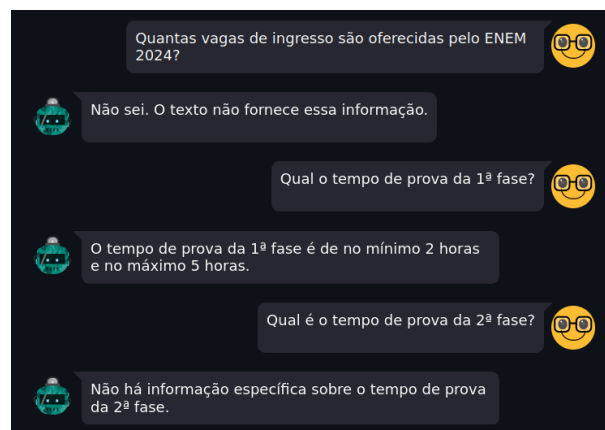 Quantas vagas de ingresso são oferecidas pelo ENEM
2024?
Não sei. O texto não fornece essa informação.
Qual o tempo de prova da 1ª fase?
O tempo de prova da 1ª fase é de no mínimo 2 horas
e no máximo 5 horas.
Qual é o tempo de prova da 2ª fase?
Não há informação específica sobre o tempo de prova
da 2ª fase.